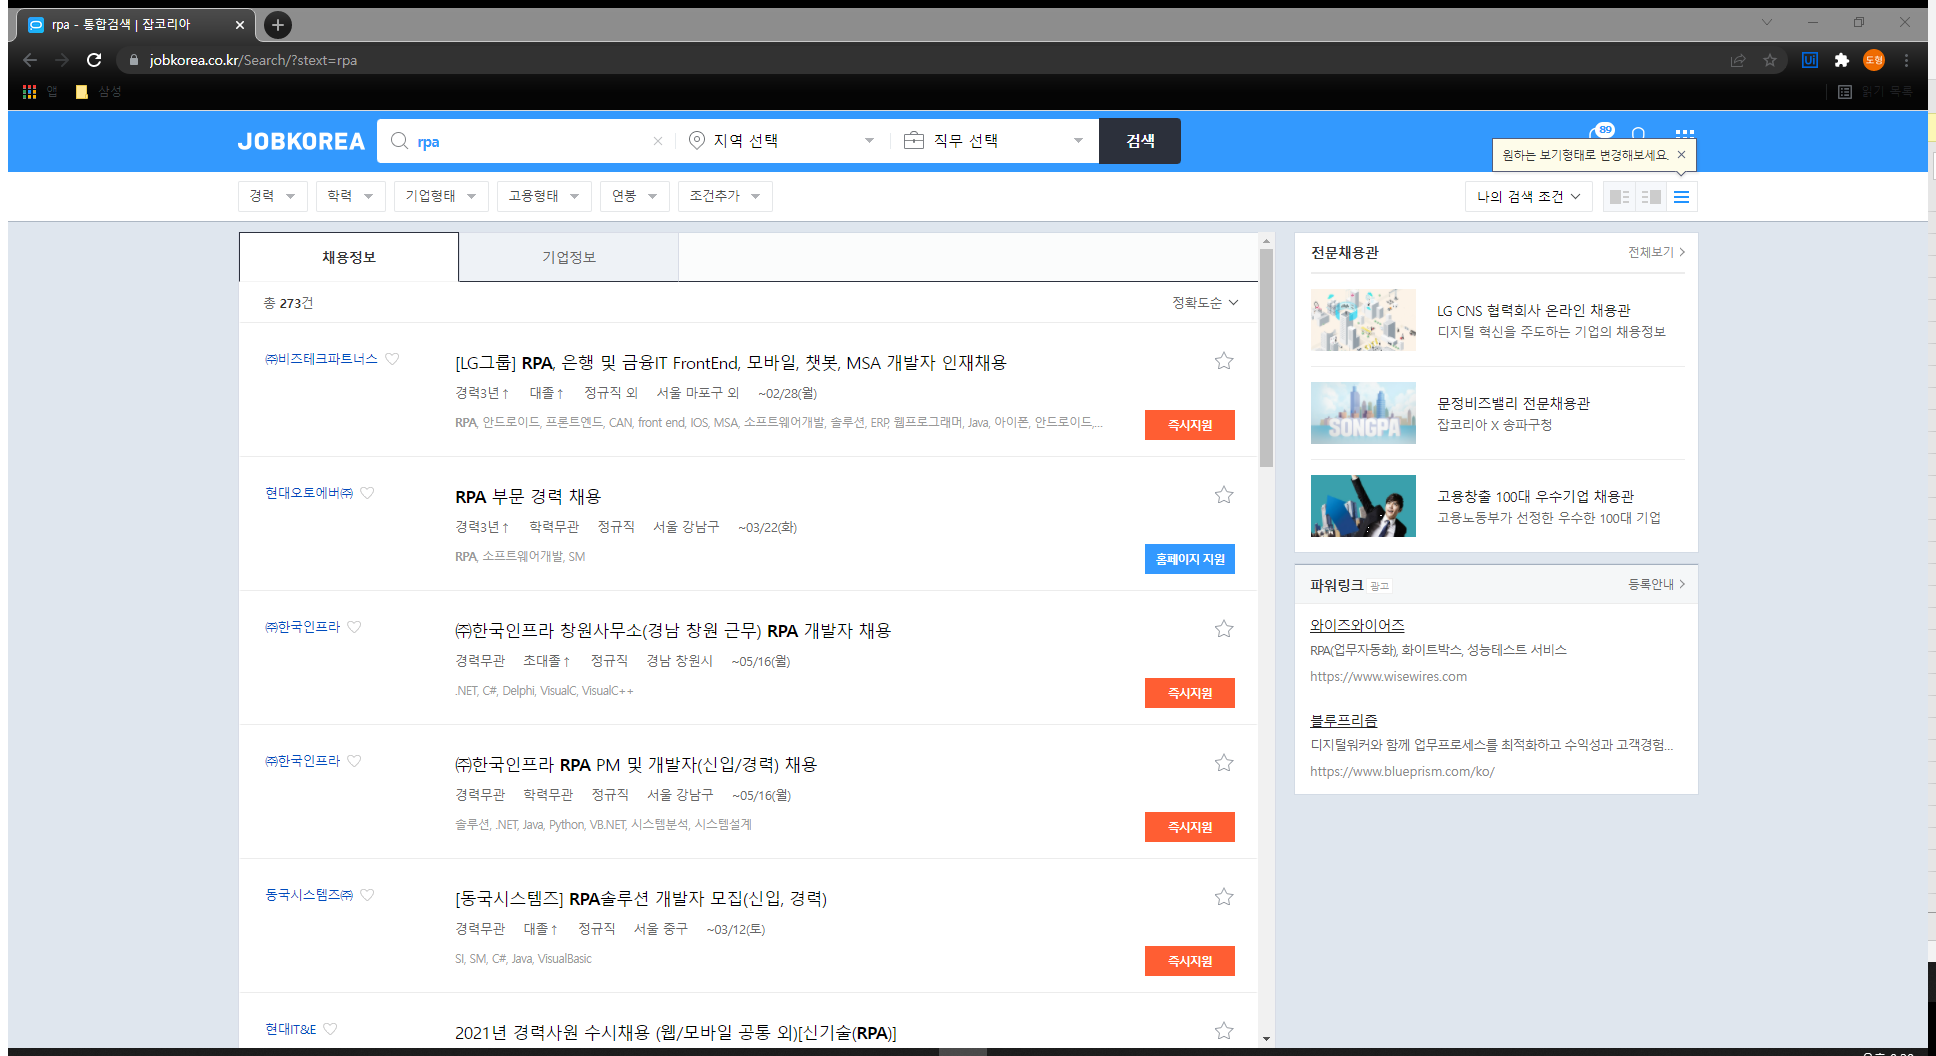 rpa - 통합검색 | 잡코리아
jobkorea.co.kr/Search/?stext=rpa
Ui
도형
앱
삼성
읽기 목록
JOBKOREA
rpa
지역 선택
직무 선택
검색
89
원하는 보기형태로 변경해보세요.
경력
학력
기업형태
고용형태
연봉
조건추가
나의 검색 조건
채용정보
기업정보
총 273건
정확도순
㈜비즈테크파트너스
[LG그룹] RPA, 은행 및 금융IT FrontEnd, 모바일, 챗봇, MSA 개발자 인재채용
경력3년↑ 대졸↑ 정규직 외 서울 마포구 외 ~02/28(월)
RPA, 안드로이드, 프론트엔드, CAN, front end, IOS, MSA, 소프트웨어개발, 솔루션, ERP, 웹프로그래머, Java, 아이폰, 안드로이드,...
즉시지원
현대오토에버㈜
RPA 부문 경력 채용
경력3년↑ 학력무관 정규직 서울 강남구 ~03/22(화)
RPA, 소프트웨어개발, SM
홈페이지 지원
㈜한국인프라
㈜한국인프라 창원사무소(경남 창원 근무) RPA 개발자 채용
경력무관 초대졸↑ 정규직 경남 창원시 ~05/16(월)
.NET, C#, Delphi, VisualC, VisualC++
즉시지원
㈜한국인프라
㈜한국인프라 RPA PM 및 개발자(신입/경력) 채용
경력무관 학력무관 정규직 서울 강남구 ~05/16(월)
솔루션, .NET, Java, Python, VB.NET, 시스템분석, 시스템설계
즉시지원
동국시스템즈㈜
[동국시스템즈] RPA솔루션 개발자 모집(신입, 경력)
경력무관 대졸↑ 정규직 서울 중구 ~03/12(토)
SI, SM, C#, Java, VisualBasic
즉시지원
현대IT&E
2021년 경력사원 수시채용 (웹/모바일 공통 외)[신기술(RPA)]
전문채용관
전체보기
LG CNS 협력회사 온라인 채용관
디지털 혁신을 주도하는 기업의 채용정보
SONGPA
문정비즈밸리 전문채용관
잡코리아 X 송파구청
고용창출 100대 우수기업 채용관
고용노동부가 선정한 우수한 100대 기업
파워링크 광고
등록안내
와이즈와이어즈
RPA(업무자동화), 화이트박스, 성능테스트 서비스
https://www.wisewires.com
블루프리즘
디지털워커와 함께 업무프로세스를 최적화하고 수익성과 고객경험...
https://www.blueprism.com/ko/